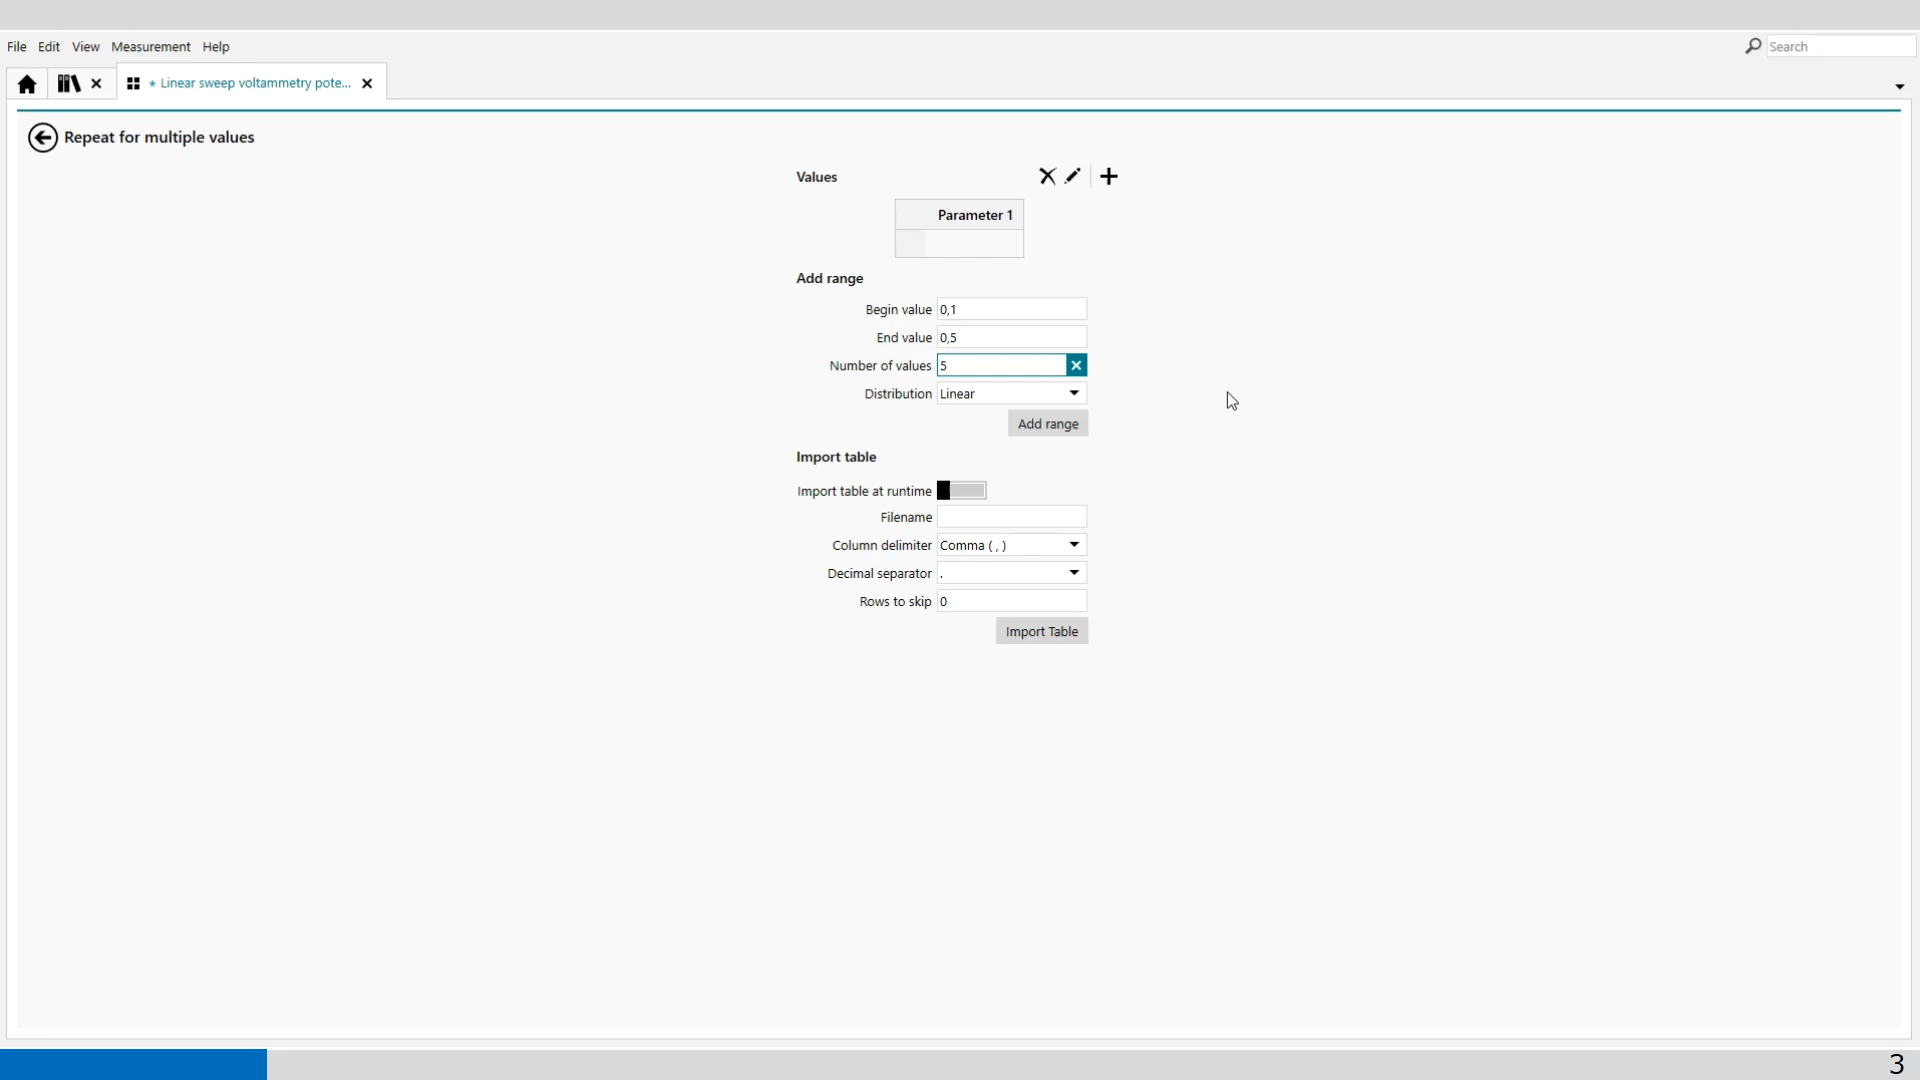 File Edit View Measurement Help
Search
* Linear sweep voltammetry pote...
Repeat for multiple values
Values
Parameter 1
Add range
Begin value 0,1
End value 0,5
Number of values 5
Distribution Linear
Add range
Import table
Import table at runtime
Filename
Column delimiter Comma ( , )
Decimal separator .
Rows to skip 0
Import Table
3